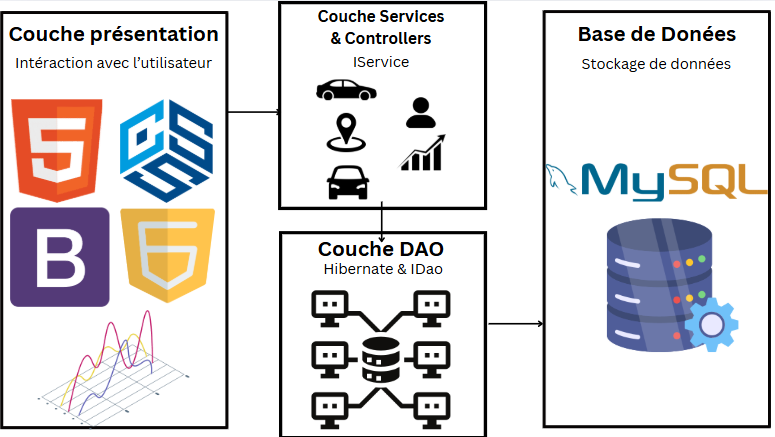 Couche présentation
Intéraction avec l’utilisateur
5
CSS
B
6
Couche Services
& Controllers
IService
Couche DAO
Hibernate & IDao
Base de Donées
Stockage de données
MySQL